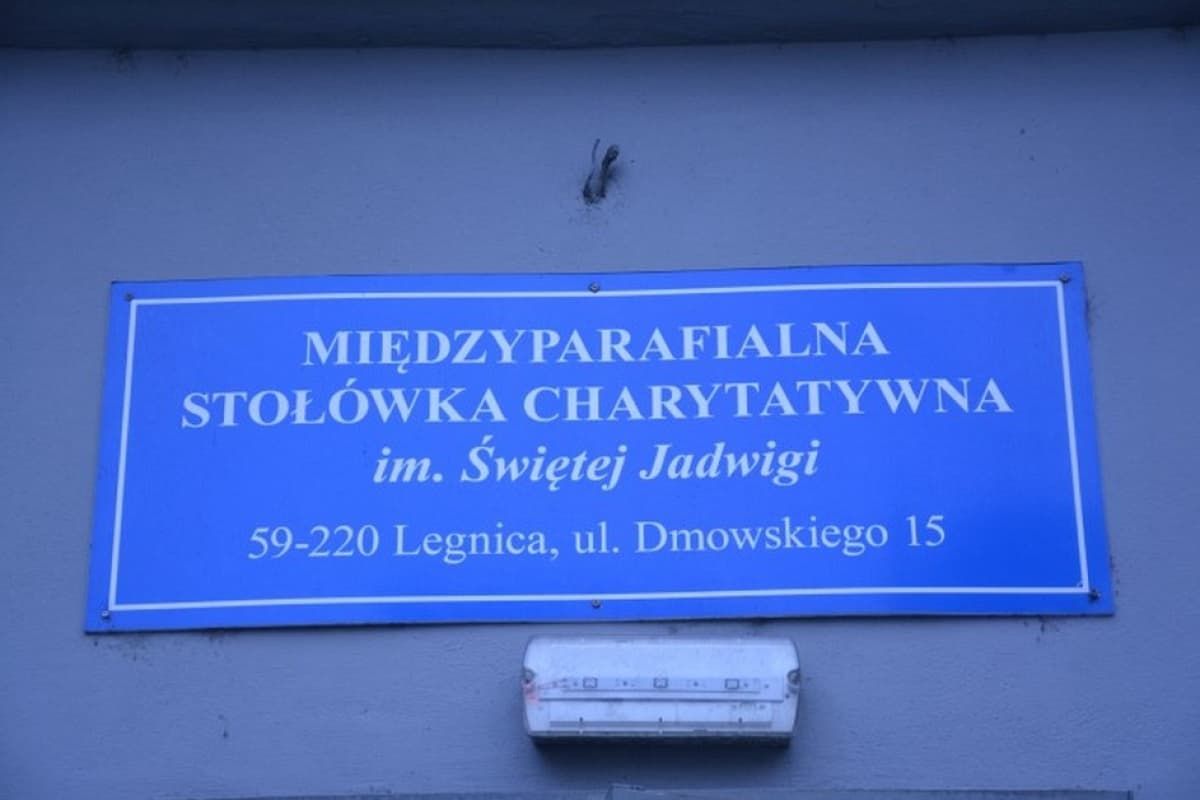 MIĘDZYPARAFIALNA
STOŁÓWKA CHARYTATYWNA
im. Świętej Jadwigi
59-220 Legnica, ul. Dmowskiego 15